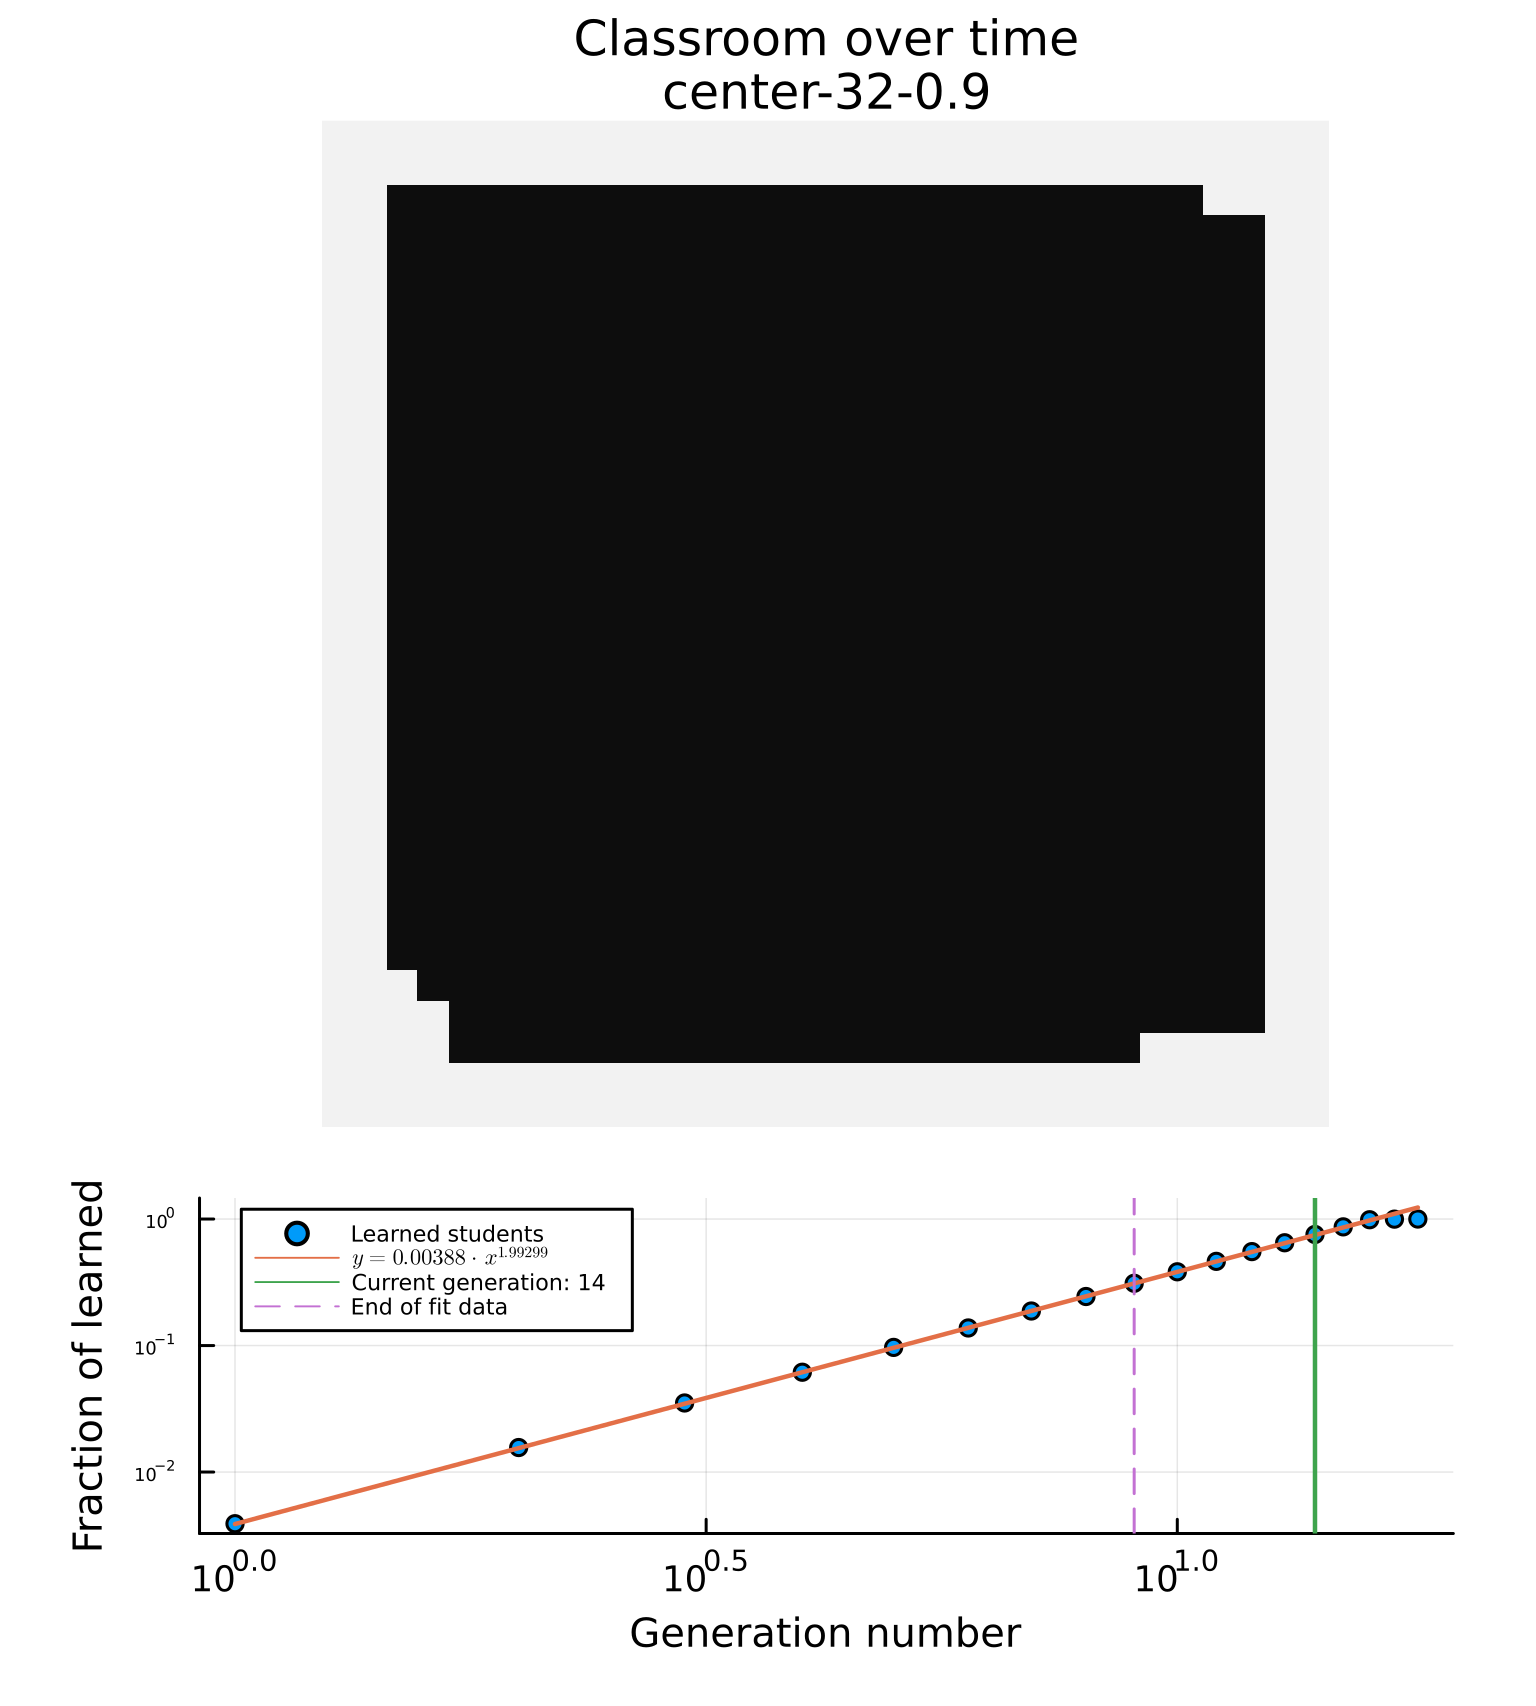 Classroom over time
center-32-0.9
Fraction of learned
10⁰
10⁻¹
10⁻²
Learned students
y = 0.00388 · x^1.99299
Current generation: 14
End of fit data
10^0.0 10^0.5 10^1.0
Generation number